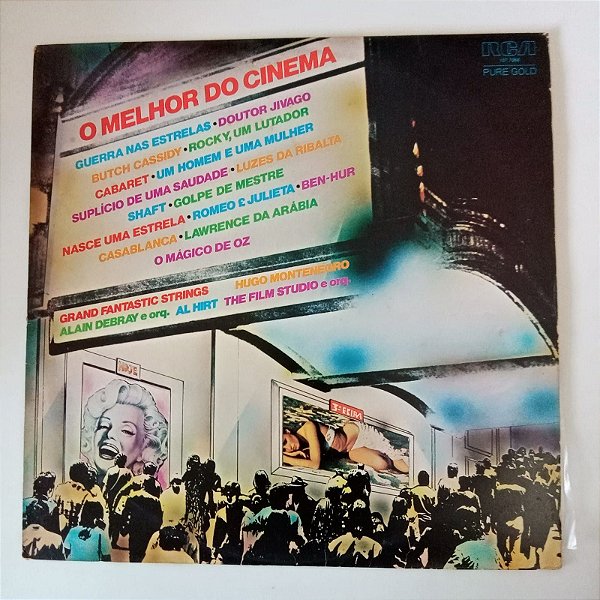 RCA
PURE GOLD
O MELHOR DO CINEMA
GUERRA NAS ESTRELAS • DOUTOR JIVAGO
BUTCH CASSIDY • ROCKY, UM LUTADOR
CABARET • UM HOMEM E UMA MULHER
SUPLÍCIO DE UMA SAUDADE • LUZES DA RIBALTA
SHAFT • GOLPE DE MESTRE
NASCE UMA ESTRELA • ROMEO £ JULIETA • BEN-HUR
CASABLANCA • LAWRENCE DA ARÁBIA
O MÁGICO DE OZ
GRAND FANTASTIC STRINGS HUGO MONTENEGRO
ALAIN DEBRAY e orq. AL HIRT THE FILM STUDIO e orq.
HOJE
3ª FEIRA